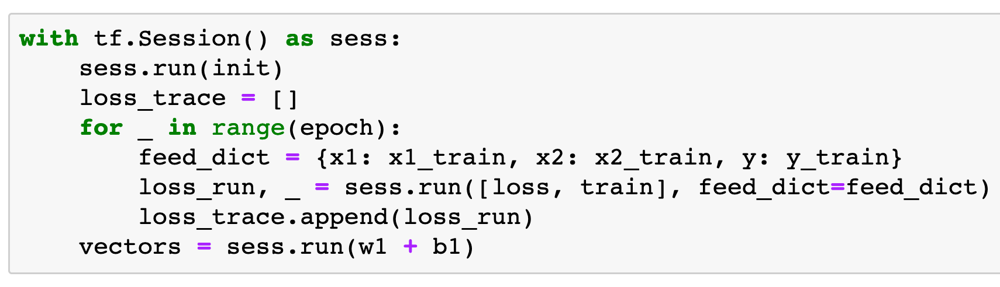 with tf.Session() as sess:
    sess.run(init)
    loss_trace = []
    for _ in range(epoch):
        feed_dict = {x1: x1_train, x2: x2_train, y: y_train}
        loss_run, _ = sess.run([loss, train], feed_dict=feed_dict)
        loss_trace.append(loss_run)
    vectors = sess.run(w1 + b1)